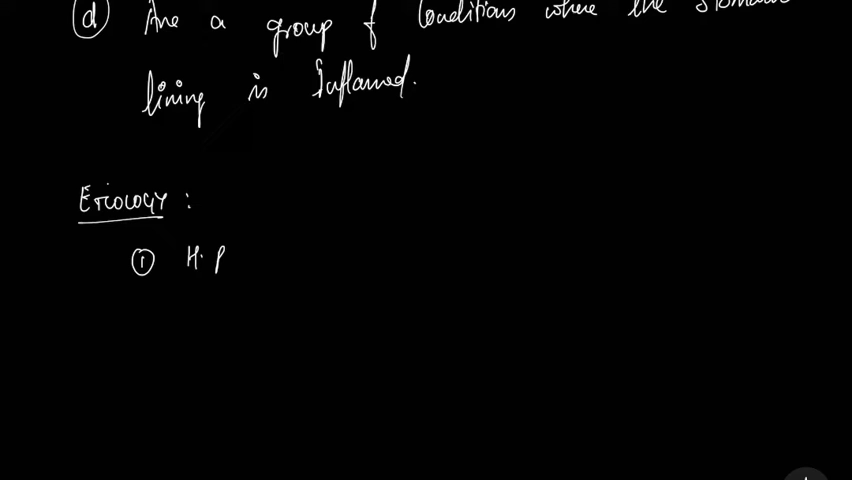 (d) Are a group of Conditions where the stomach
lining is Inflamed.
ETIOLOGY :
(1) H. P